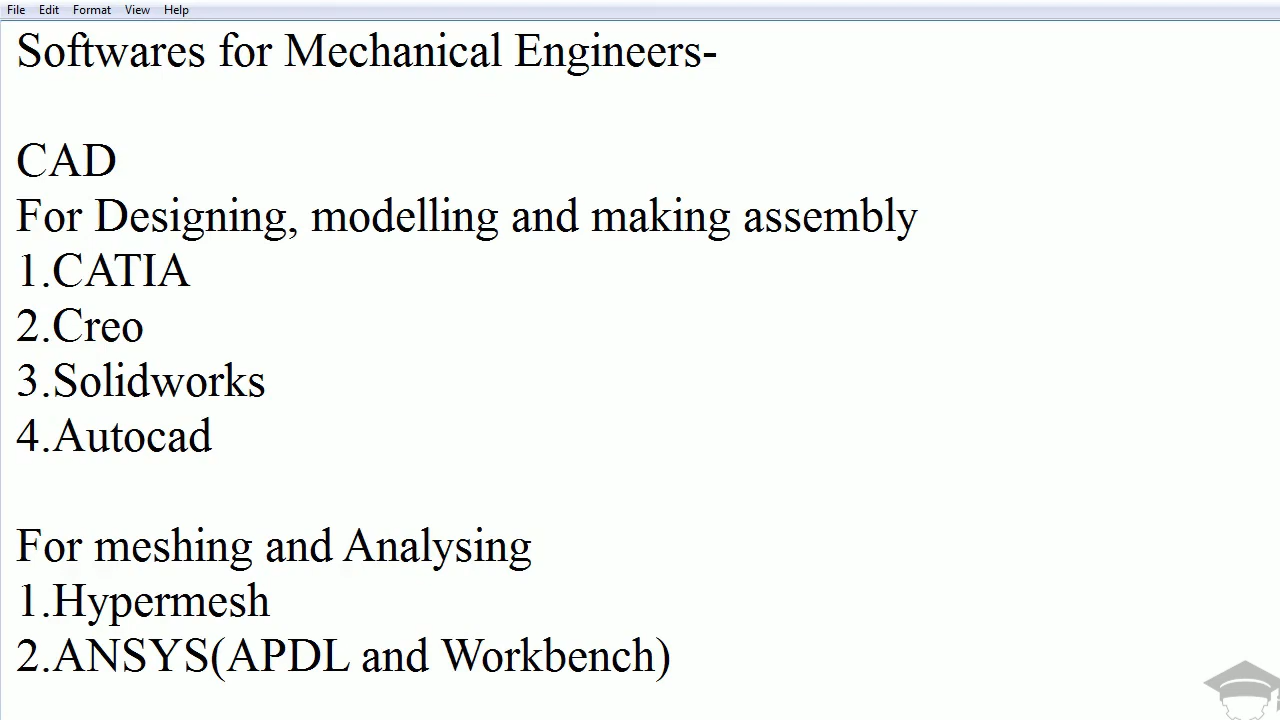 File Edit Format View Help
Softwares for Mechanical Engineers-
CAD
For Designing, modelling and making assembly
1.CATIA
2.Creo
3.Solidworks
4.Autocad
For meshing and Analysing
1.Hypermesh
2.ANSYS(APDL and Workbench)